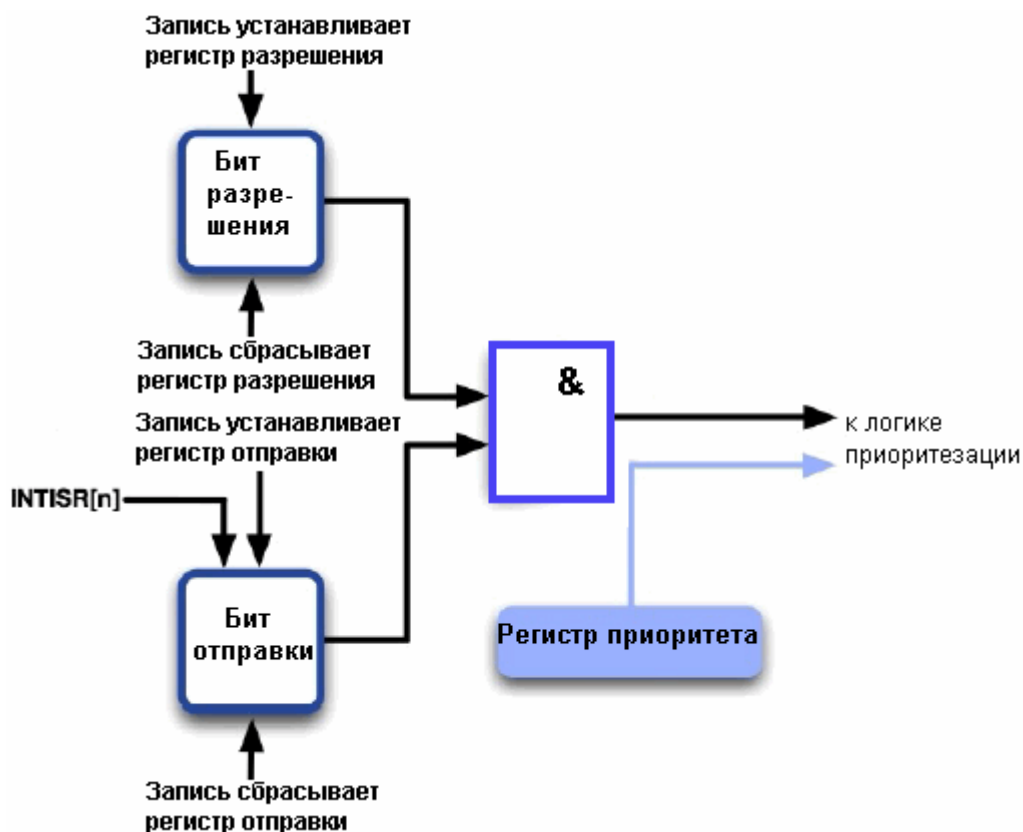 Запись устанавливает
регистр разрешения
Бит
разре-
шения
Запись сбрасывает
регистр разрешения
&
Запись устанавливает
регистр отправки
к логике
приоритезации
INTISR[n]
Бит
отправки
Регистр приоритета
Запись сбрасывает
регистр отправки